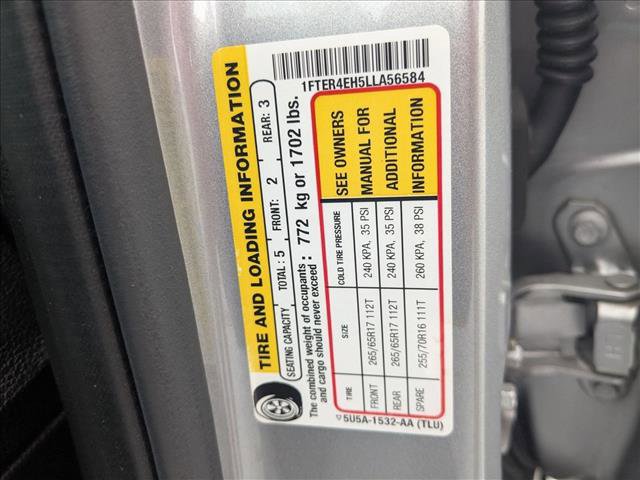 TIRE AND LOADING INFORMATION
SEATING CAPACITY TOTAL: 5 FRONT: 2 REAR: 3
The combined weight of occupants
and cargo should never exceed : 772 kg or 1702 lbs.
TIRE SIZE COLD TIRE PRESSURE
FRONT 265/65R17 112T 240 KPA, 35 PSI
REAR 265/65R17 112T 240 KPA, 35 PSI
SPARE 255/70R16 111T 260 KPA, 38 PSI
SEE OWNERS
MANUAL FOR
ADDITIONAL
INFORMATION
5U5A-1532-AA (TLU)
1FTER4EH5LLA56584